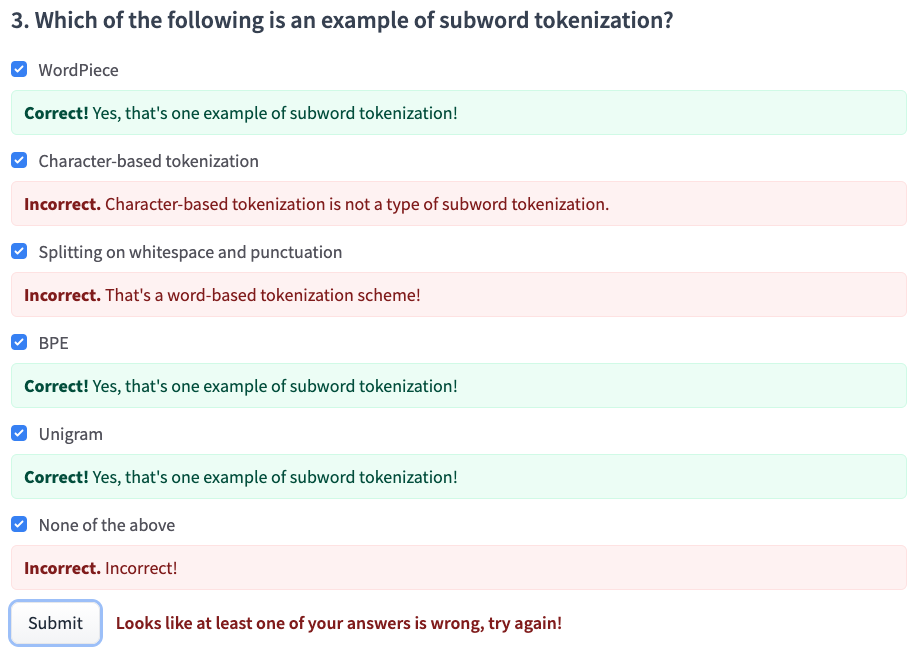 3. Which of the following is an example of subword tokenization?
WordPiece
Correct! Yes, that's one example of subword tokenization!
Character-based tokenization
Incorrect. Character-based tokenization is not a type of subword tokenization.
Splitting on whitespace and punctuation
Incorrect. That's a word-based tokenization scheme!
BPE
Correct! Yes, that's one example of subword tokenization!
Unigram
Correct! Yes, that's one example of subword tokenization!
None of the above
Incorrect. Incorrect!
Submit Looks like at least one of your answers is wrong, try again!